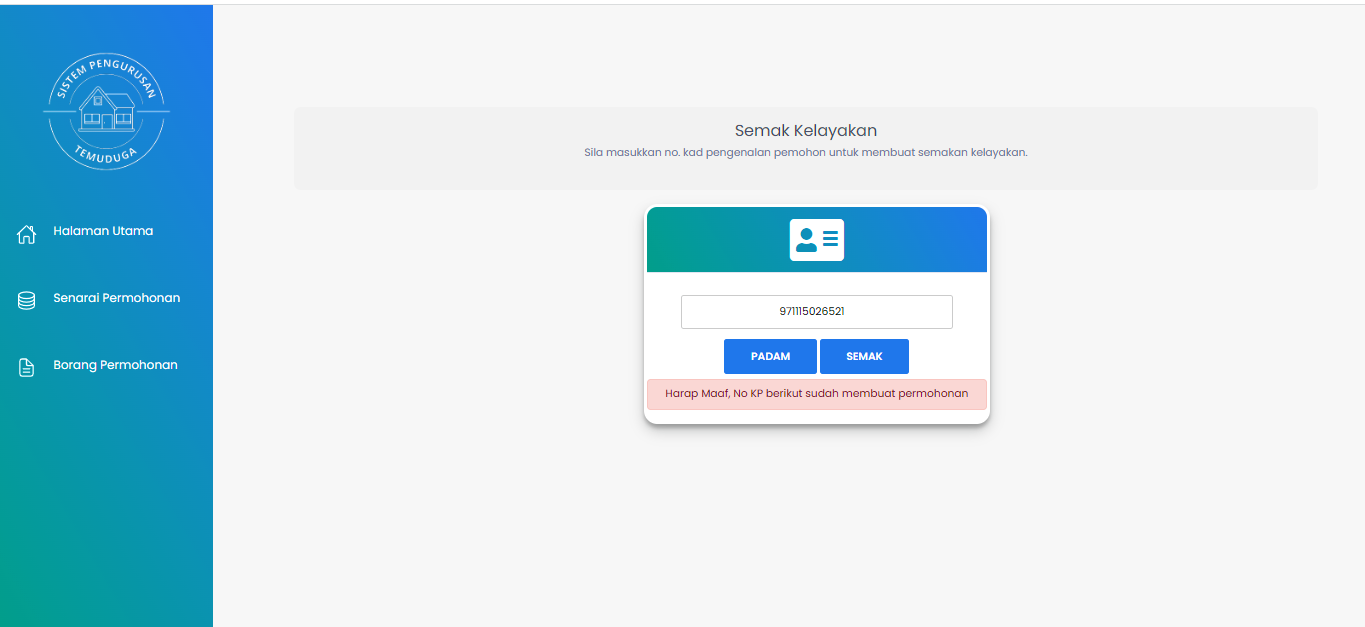 SISTEM PENGURUSAN
TEMUDUGA
Halaman Utama
Senarai Permohonan
Borang Permohonan
Semak Kelayakan
Sila masukkan no. kad pengenalan pemohon untuk membuat semakan kelayakan.
971115026521
PADAM SEMAK
Harap Maaf, No KP berikut sudah membuat permohonan